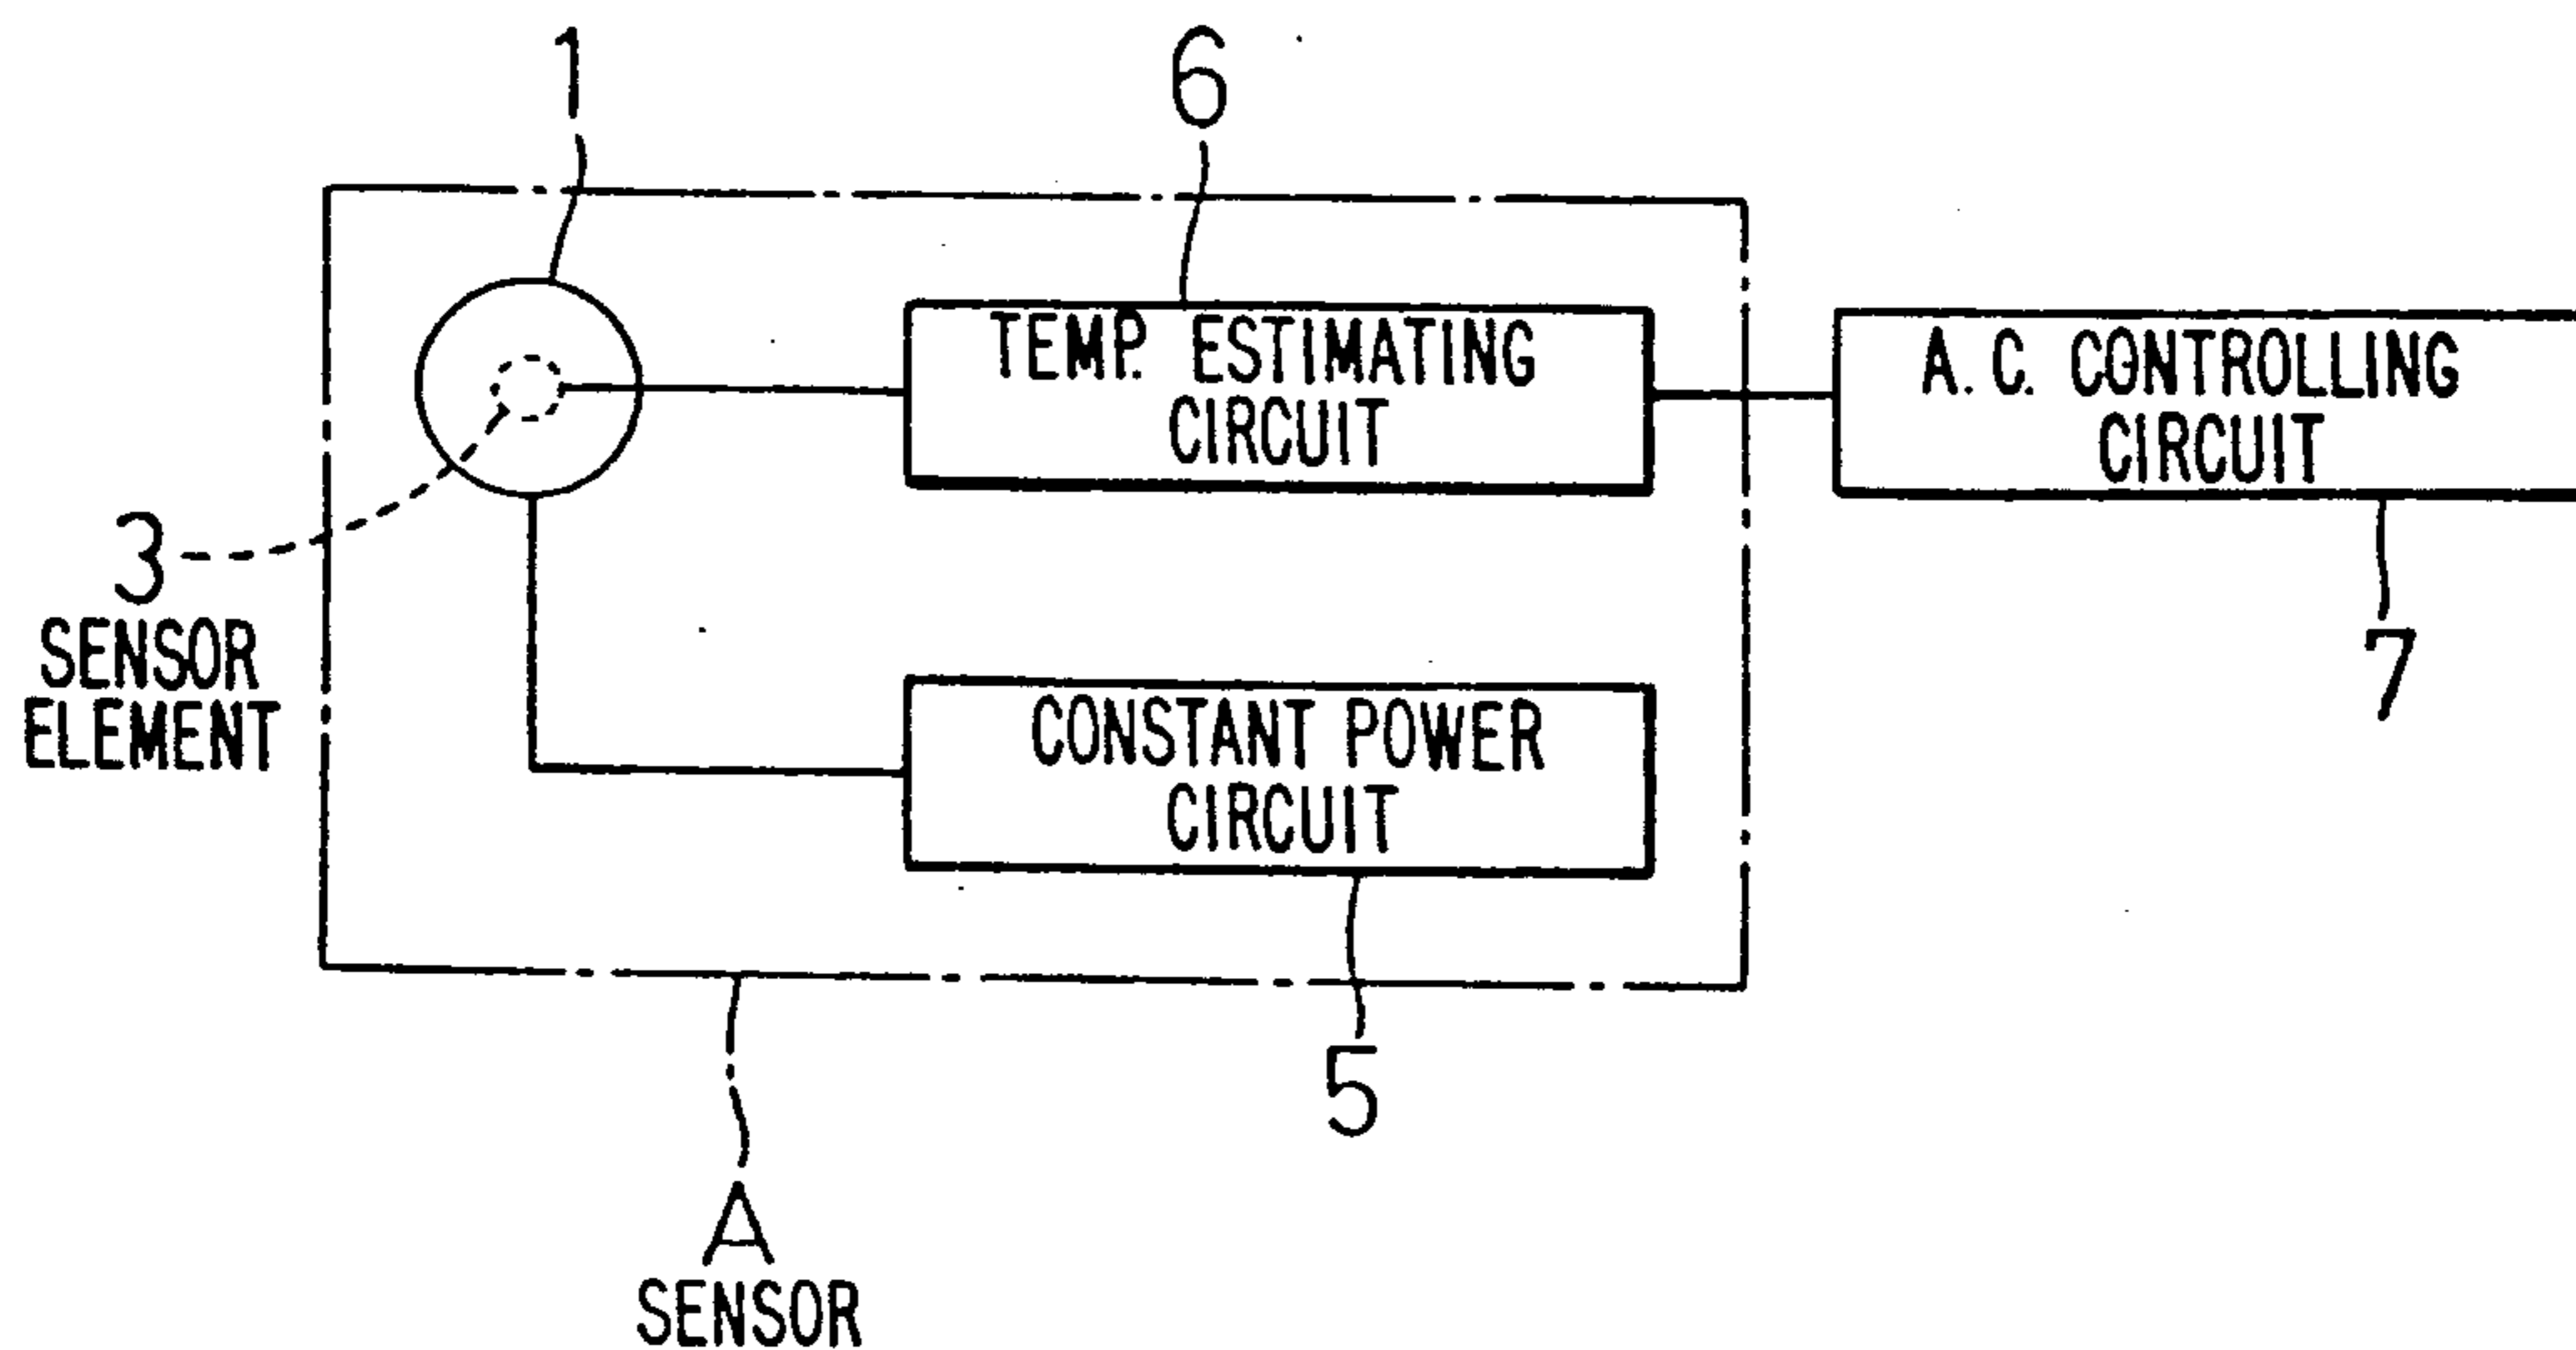 1
6
TEMP. ESTIMATING
CIRCUIT
A. C. CONTROLLING
CIRCUIT
3
SENSOR
ELEMENT
7
CONSTANT POWER
CIRCUIT
5
A
SENSOR